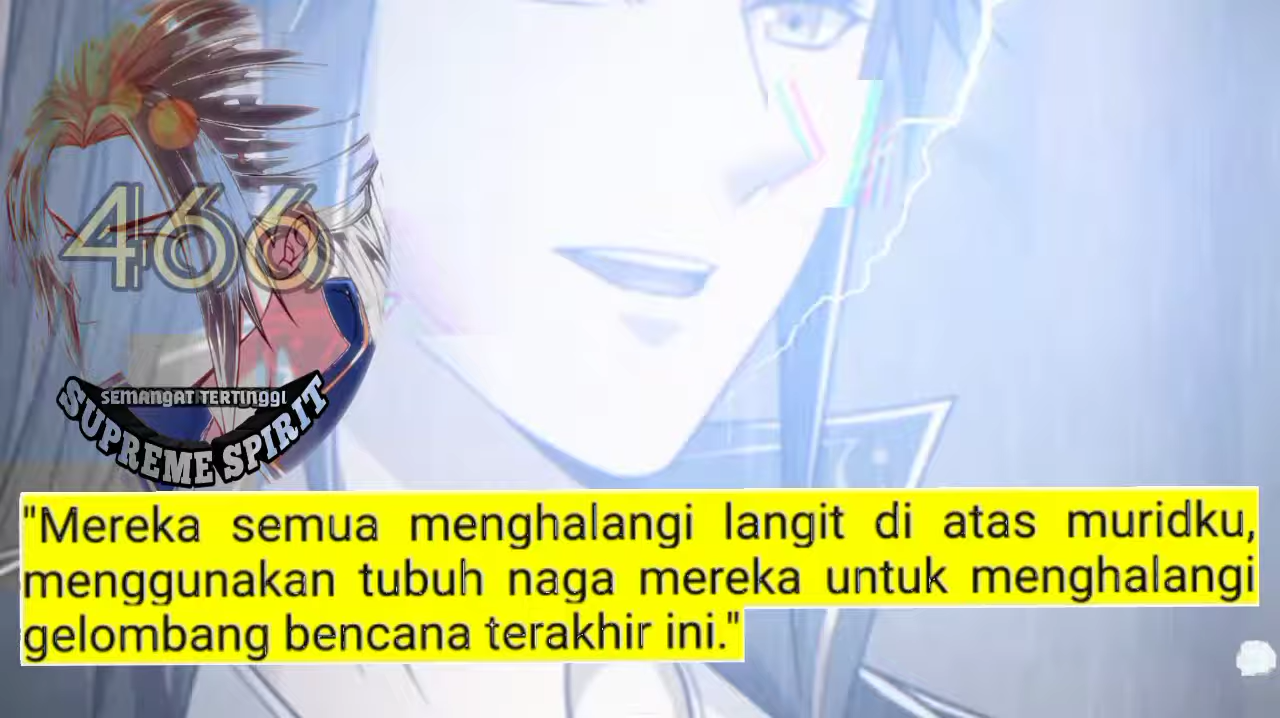 466
SEMANGAT TERTINGGI
SUPREME SPIRIT
"Mereka semua menghalangi langit di atas muridku,
menggunakan tubuh naga mereka untuk menghalangi
gelombang bencana terakhir ini."